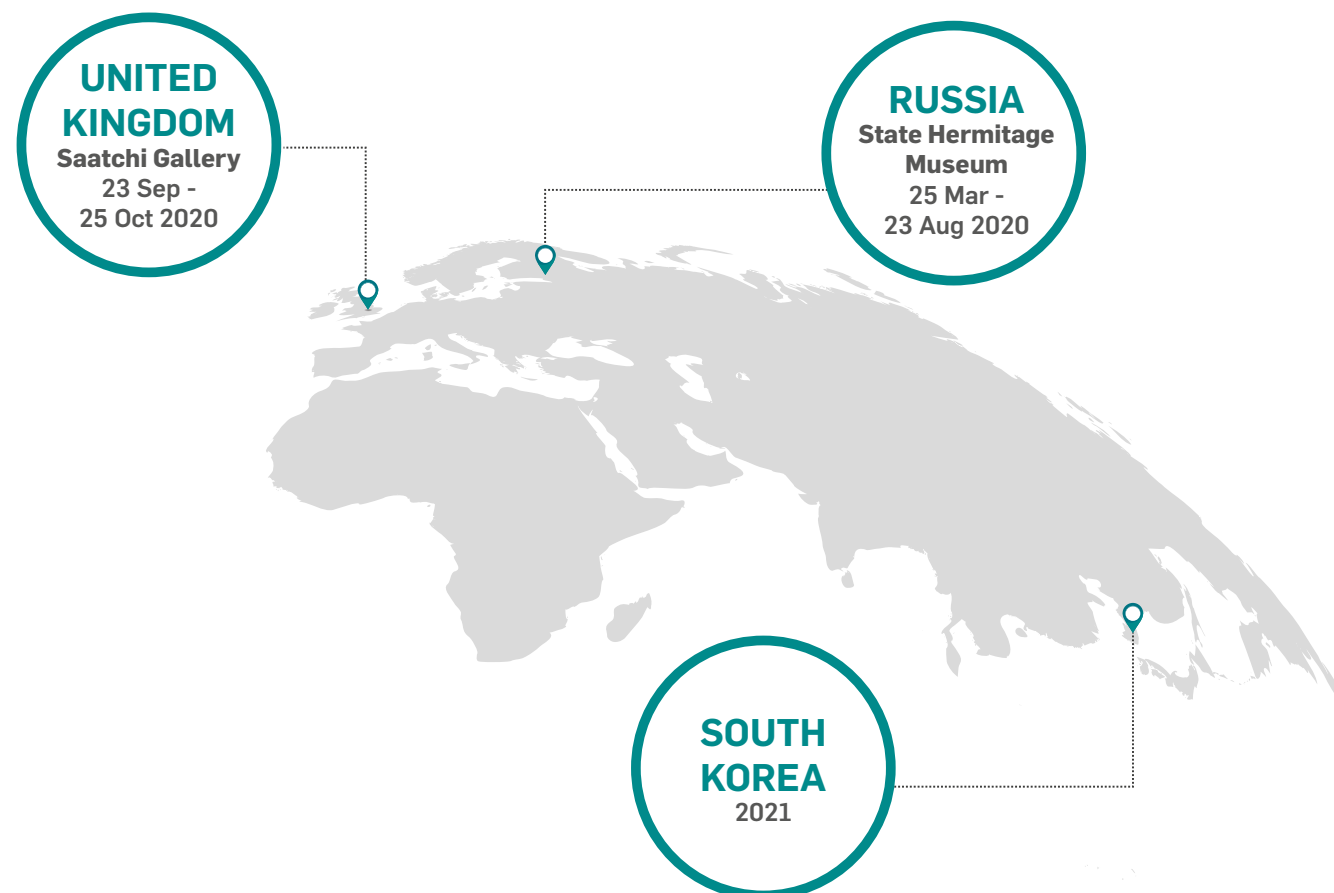 UNITED
KINGDOM
Saatchi Gallery
23 Sep -
25 Oct 2020
RUSSIA
State Hermitage
Museum
25 Mar -
23 Aug 2020
SOUTH
KOREA
2021